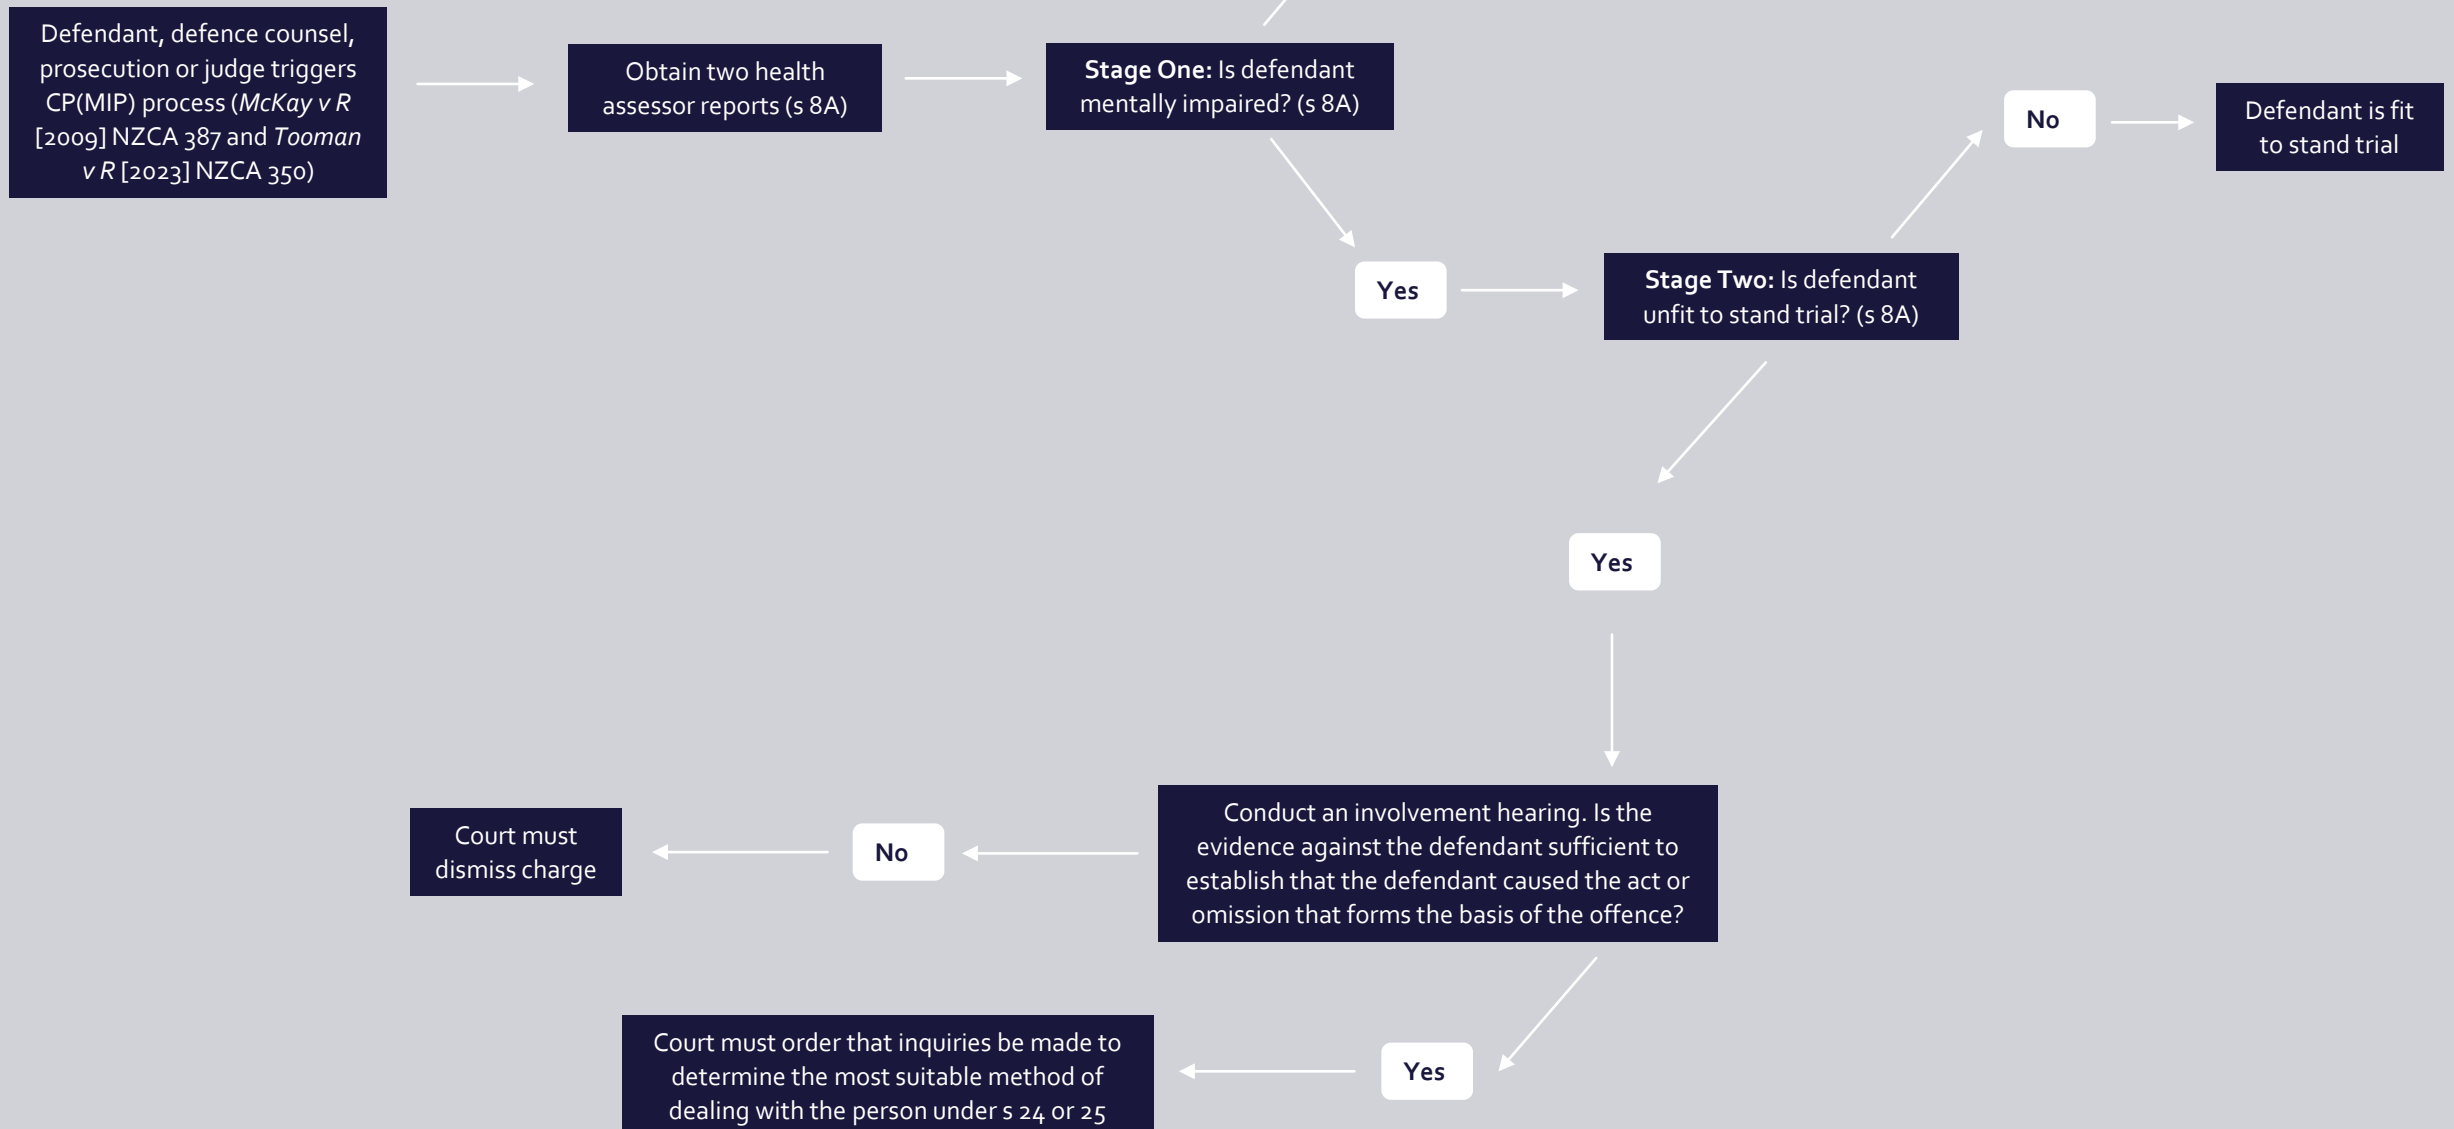 Defendant, defence counsel,
prosecution or judge triggers
CP(MIP) process (McKay v R
[2009] NZCA 387 and Tooman
v R [2023] NZCA 350)
Obtain two health
assessor reports (s 8A)
Stage One: Is defendant
mentally impaired? (s 8A)
No
Defendant is fit
to stand trial
Yes
Stage Two: Is defendant
unfit to stand trial? (s 8A)
Yes
Conduct an involvement hearing. Is the
evidence against the defendant sufficient to
establish that the defendant caused the act or
omission that forms the basis of the offence?
No
Court must
dismiss charge
Yes
Court must order that inquiries be made to
determine the most suitable method of
dealing with the person under s 24 or 25